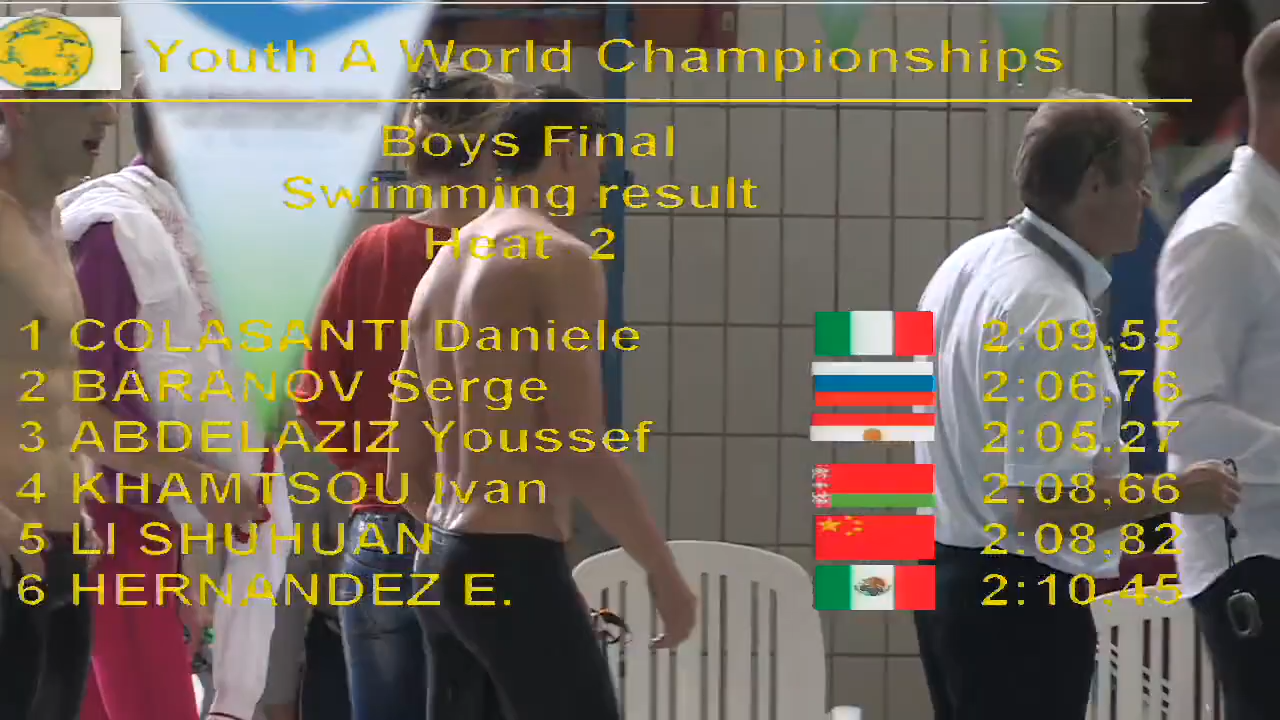 Youth A World Championships
Boys Final
Swimming result
Heat 2
1 COLASANTI Daniele 2:09,55
2 BARANOV Serge 2:06,76
3 ABDELAZIZ Youssef 2:05,27
4 KHAMTSOU Ivan 2:08,66
5 LI SHUHUAN 2:08,82
6 HERNANDEZ E. 2:10,45